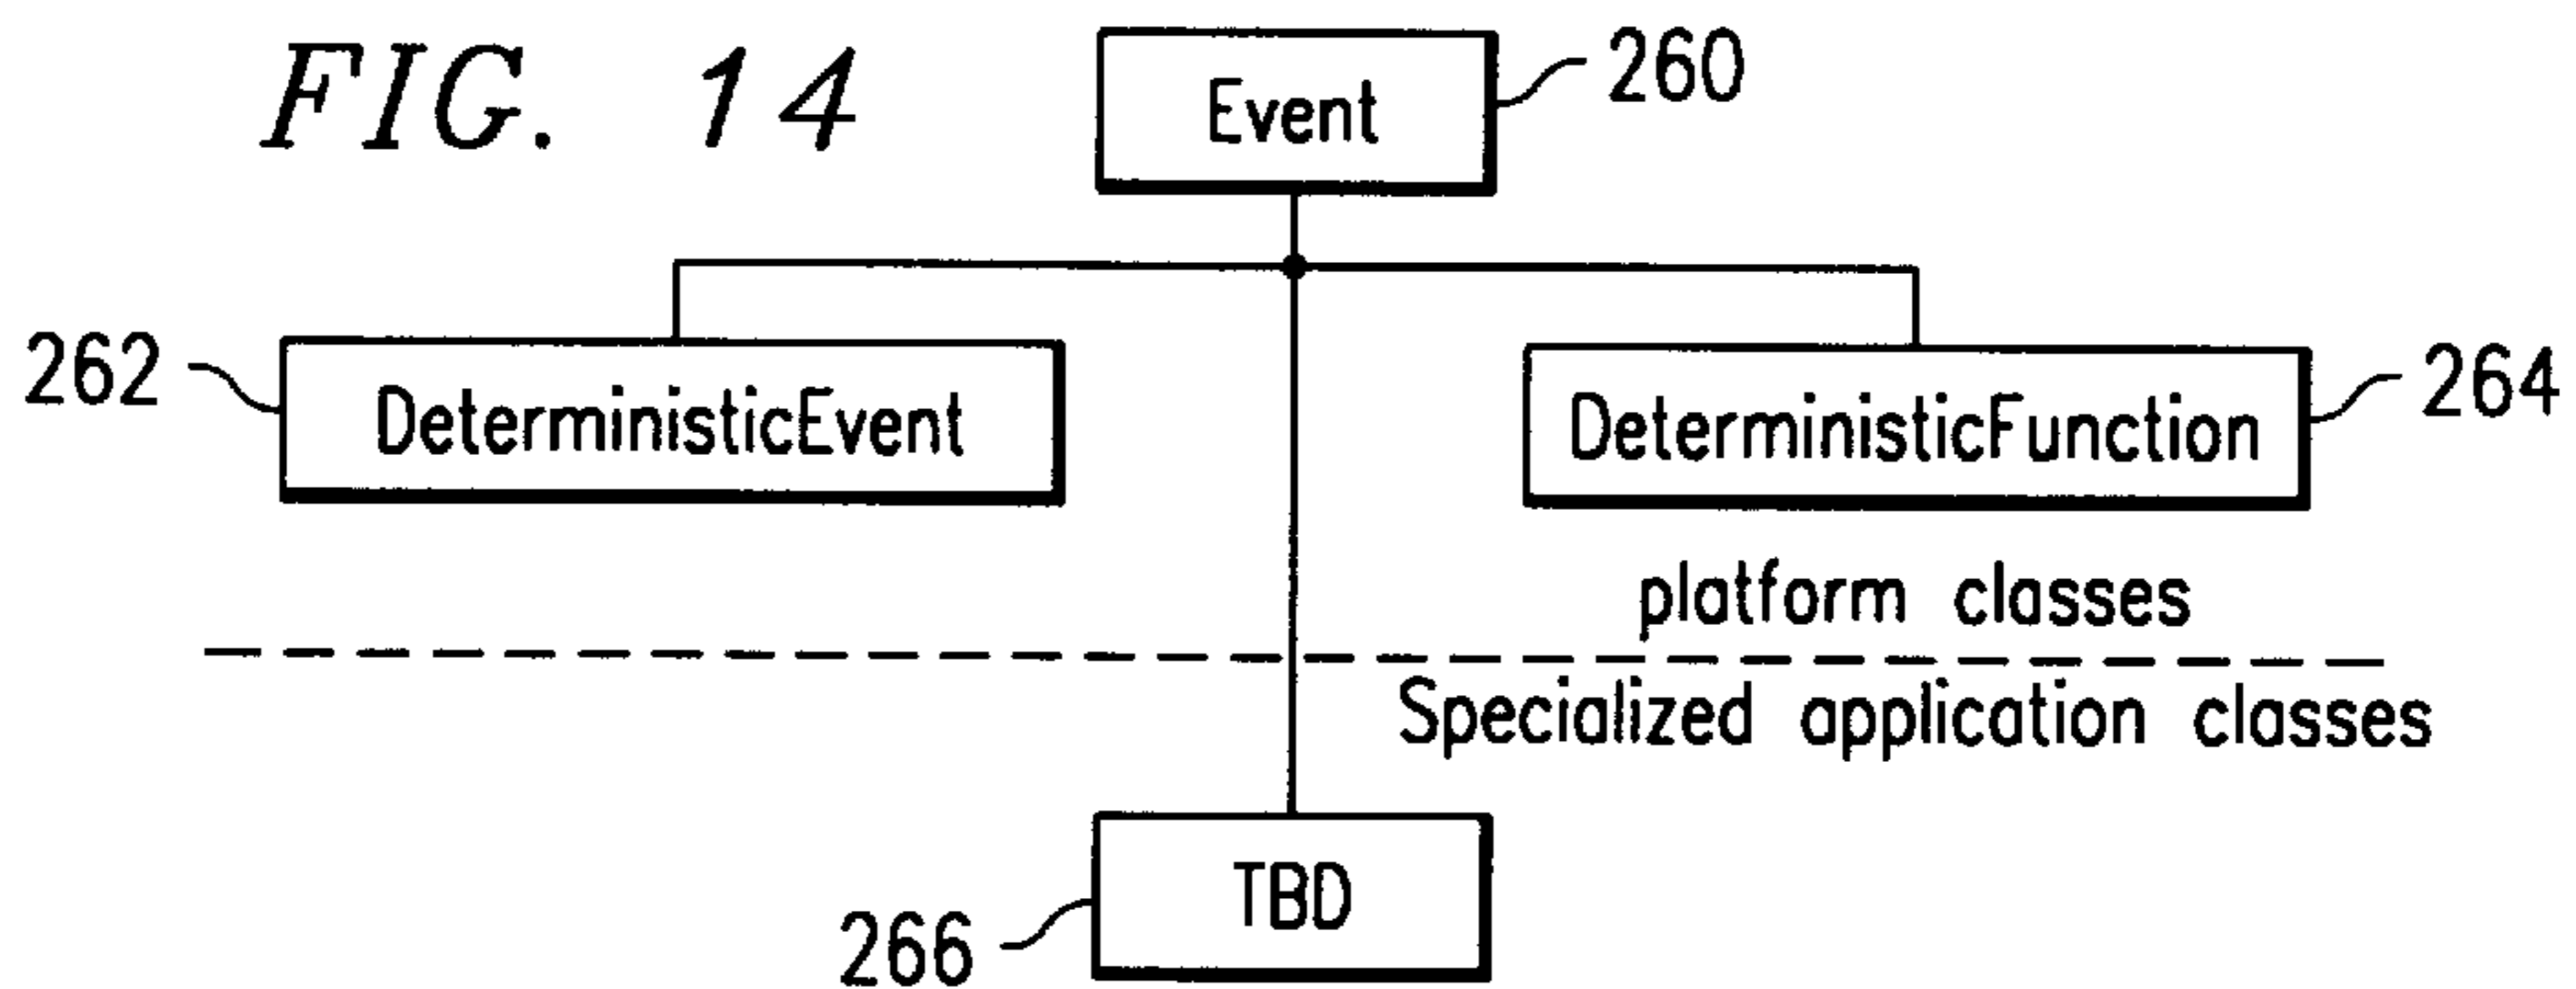 FIG. 14
Event
260
262
DeterministicEvent
DeterministicFunction
264
platform classes
Specialized application classes
TBD
266